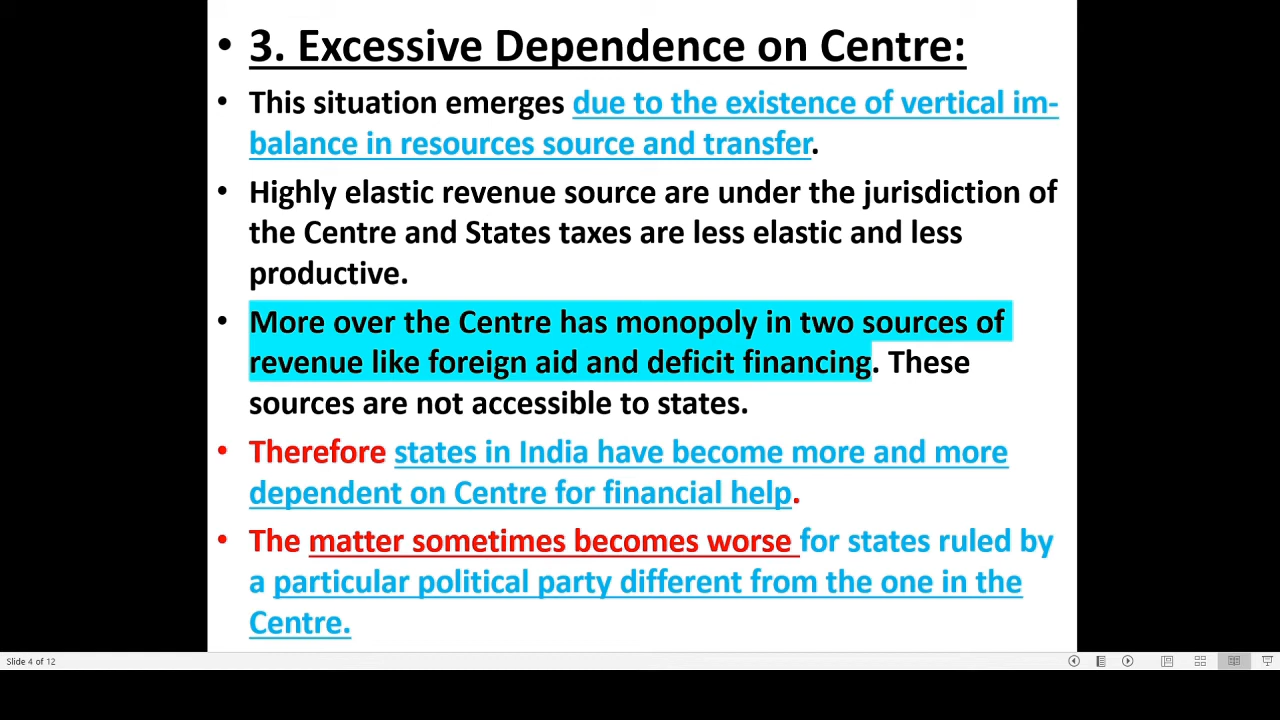 • 3. Excessive Dependence on Centre:
• This situation emerges due to the existence of vertical im-
balance in resources source and transfer.
• Highly elastic revenue source are under the jurisdiction of
the Centre and States taxes are less elastic and less
productive.
• More over the Centre has monopoly in two sources of
revenue like foreign aid and deficit financing. These
sources are not accessible to states.
• Therefore states in India have become more and more
dependent on Centre for financial help.
• The matter sometimes becomes worse for states ruled by
a particular political party different from the one in the
Centre.
Slide 4 of 12